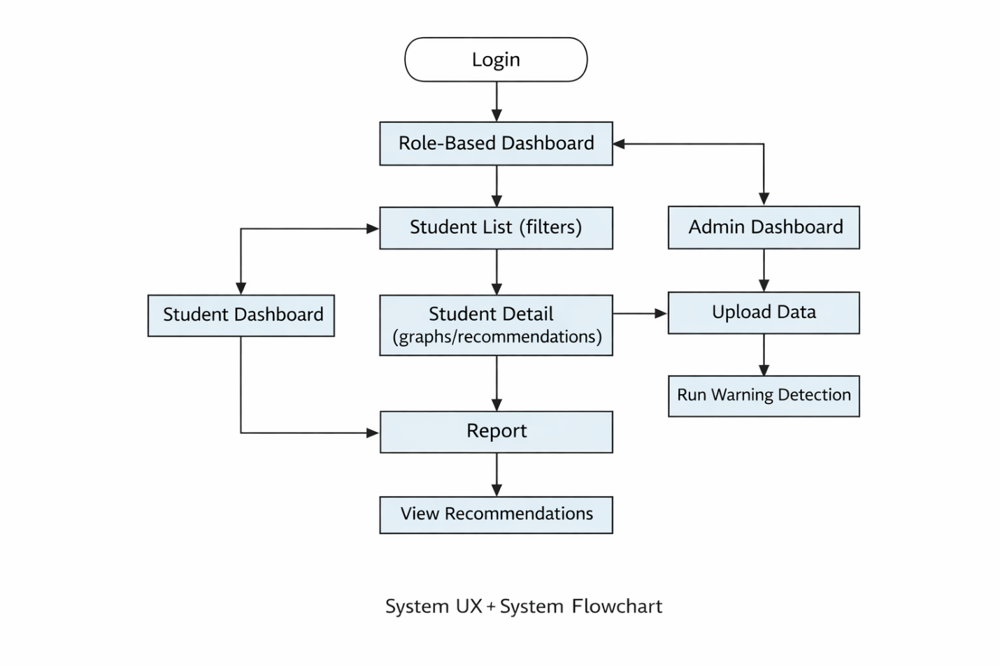 Login
Role-Based Dashboard
Student List (filters)
Admin Dashboard
Student Dashboard
Student Detail
(graphs/recommendations)
Upload Data
Run Warning Detection
Report
View Recommendations
System UX + System Flowchart